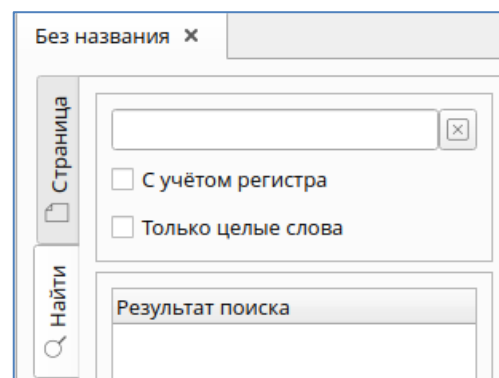 Без названия
Страница
С учётом регистра
Только целые слова
Найти
Результат поиска